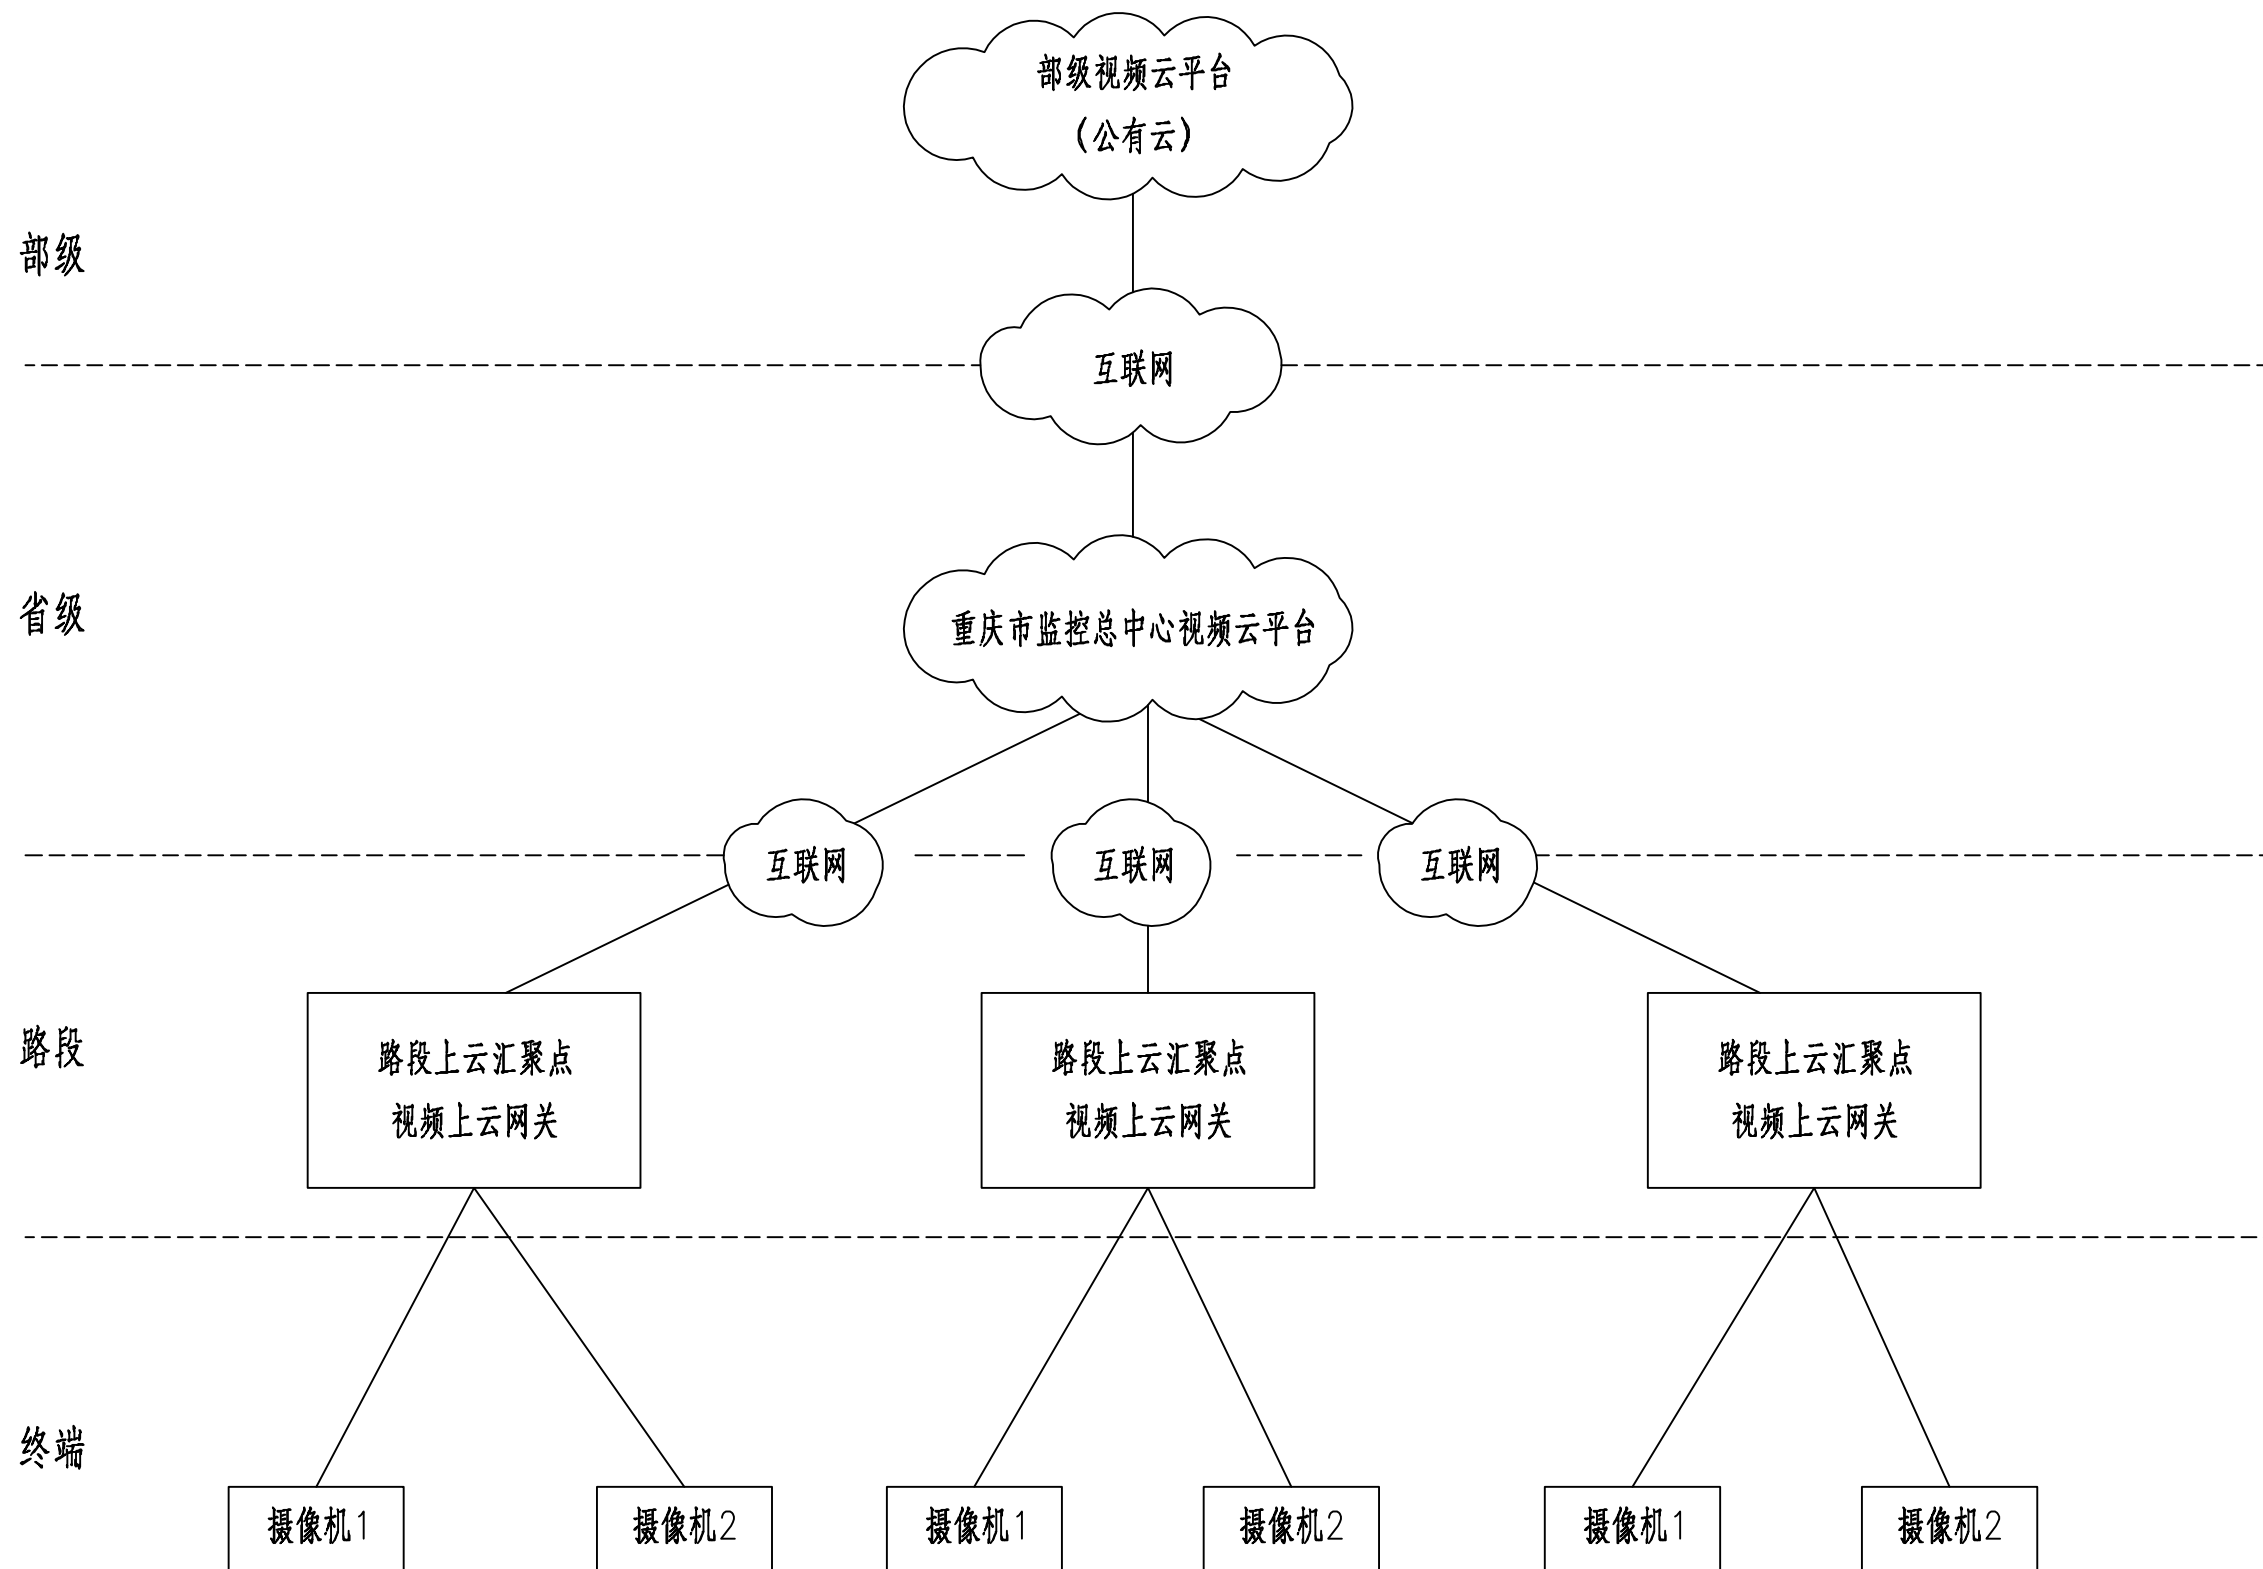 部级视频云平台
（公有云）
部级
互联网
省级
重庆市监控总中心视频云平台
互联网
互联网
互联网
路段
路段上云汇聚点
视频上云网关
路段上云汇聚点
视频上云网关
路段上云汇聚点
视频上云网关
终端
摄像机1
摄像机2
摄像机1
摄像机2
摄像机1
摄像机2